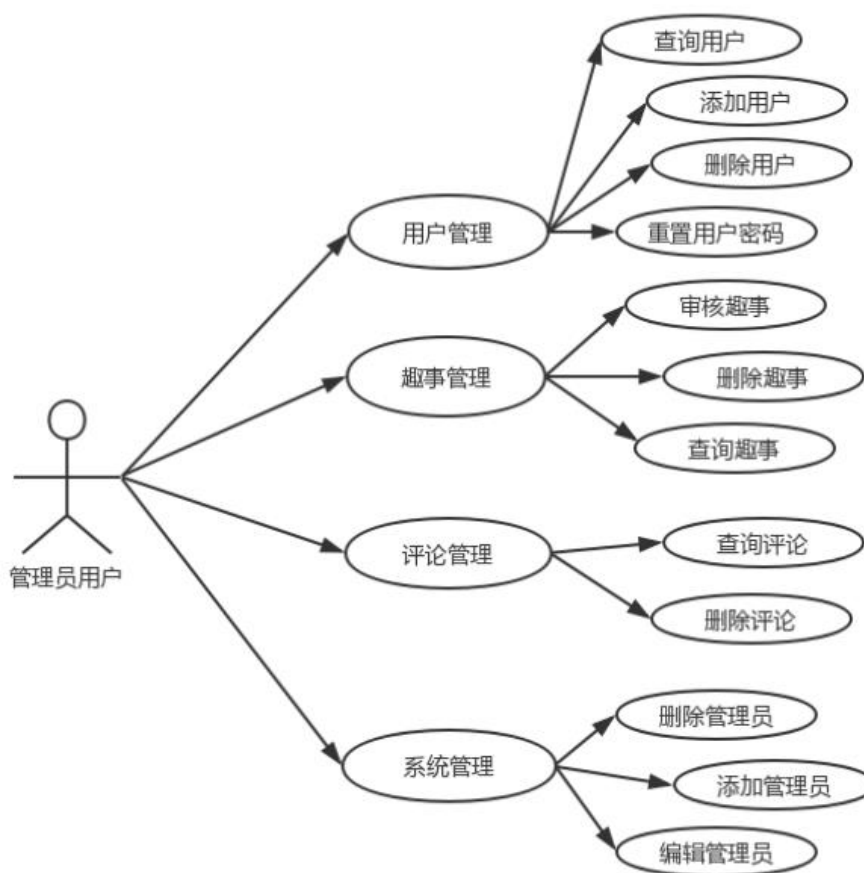 查询用户
添加用户
删除用户
用户管理
重置用户密码
审核趣事
趣事管理
删除趣事
查询趣事
查询评论
评论管理
管理员用户
删除评论
删除管理员
系统管理
添加管理员
编辑管理员